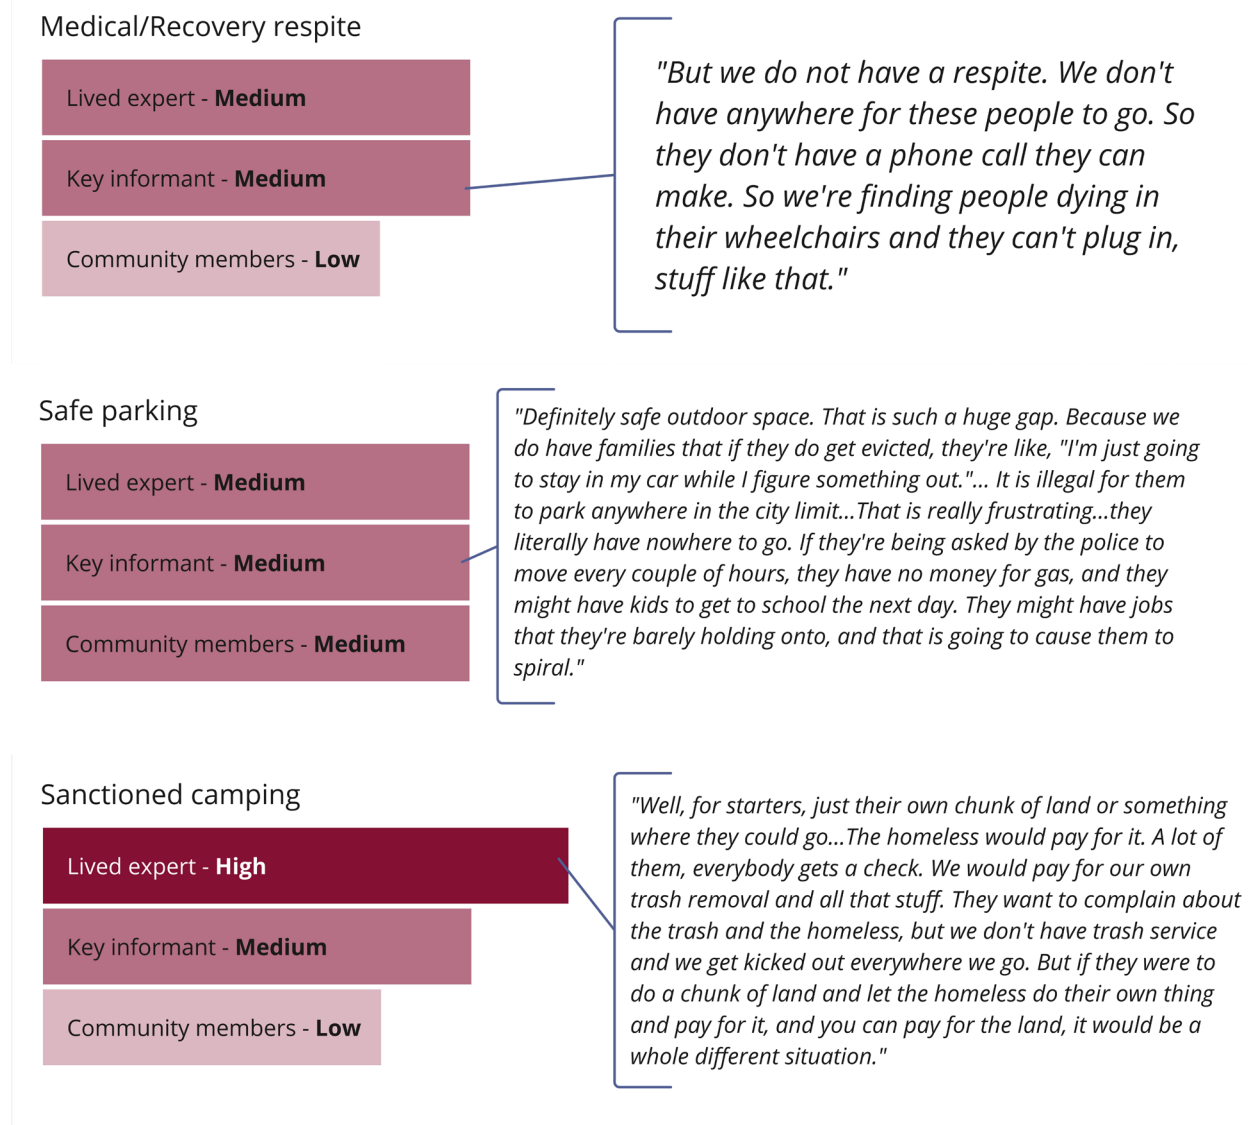 Medical/Recovery respite
Lived expert - Medium
Key informant - Medium
Community members - Low
"But we do not have a respite. We don't
have anywhere for these people to go. So
they don't have a phone call they can
make. So we're finding people dying in
their wheelchairs and they can't plug in,
stuff like that."
Safe parking
Lived expert - Medium
Key informant - Medium
Community members - Medium
"Definitely safe outdoor space. That is such a huge gap. Because we
do have families that if they do get evicted, they're like, "I'm just going
to stay in my car while I figure something out."... It is illegal for them
to park anywhere in the city limit...That is really frustrating...they
literally have nowhere to go. If they're being asked by the police to
move every couple of hours, they have no money for gas, and they
might have kids to get to school the next day. They might have jobs
that they're barely holding onto, and that is going to cause them to
spiral."
Sanctioned camping
Lived expert - High
Key informant - Medium
Community members - Low
"Well, for starters, just their own chunk of land or something
where they could go...The homeless would pay for it. A lot of
them, everybody gets a check. We would pay for our own
trash removal and all that stuff. They want to complain about
the trash and the homeless, but we don't have trash service
and we get kicked out everywhere we go. But if they were to
do a chunk of land and let the homeless do their own thing
and pay for it, and you can pay for the land, it would be a
whole different situation."